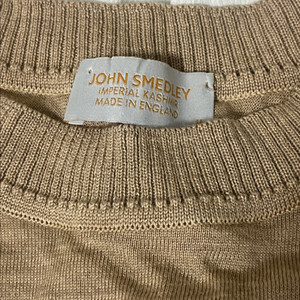 JOHN SMEDLEY
IMPERIAL KASHMIR
MADE IN ENGLAND